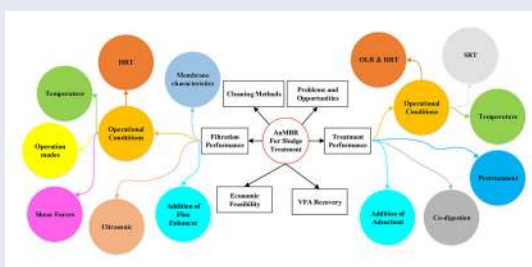 HRT
Temperature
Operation
modes
Shear Forces
Operational
Conditions
Ultrasonic
Membrane
characteristics
Addition of
Flux
Enhancer
Filtration
Performance
Cleaning Methods
Problems and
Opportunities
AnMBR
For Sludge
Treatment
Economic
Feasibility
VFA Recovery
Treatment
Performance
OLR & HRT
SRT
Operational
Conditions
Temperature
Pretreatment
Co-digestion
Addition of
Adsorbent